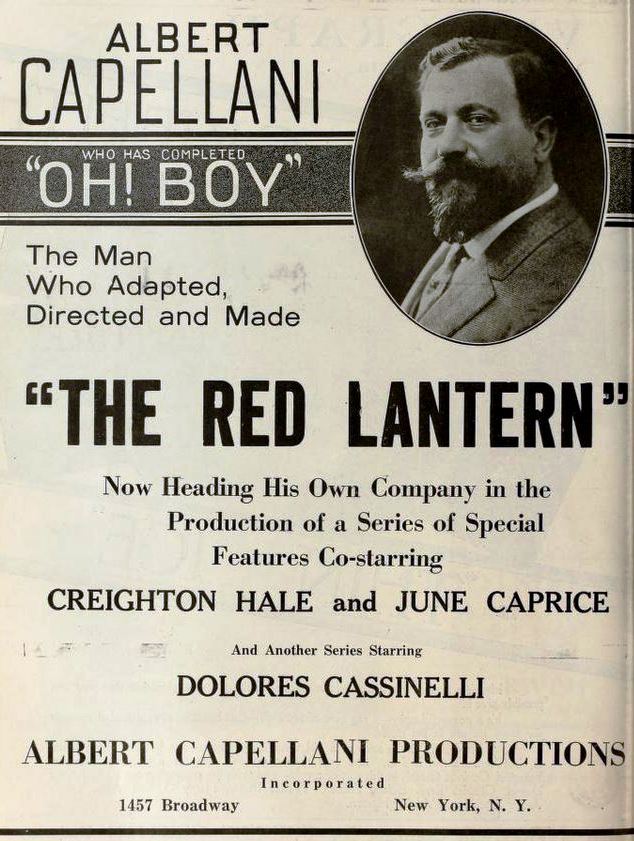 ALBERT
CAPELLANI
WHO HAS COMPLETED
"OH! BOY"
The Man
Who Adapted,
Directed and Made
"THE RED LANTERN"
Now Heading His Own Company in the
Production of a Series of Special
Features Co-starring
CREIGHTON HALE and JUNE CAPRICE
And Another Series Starring
DOLORES CASSINELLI
ALBERT CAPELLANI PRODUCTIONS
Incorporated
1457 Broadway New York, N. Y.